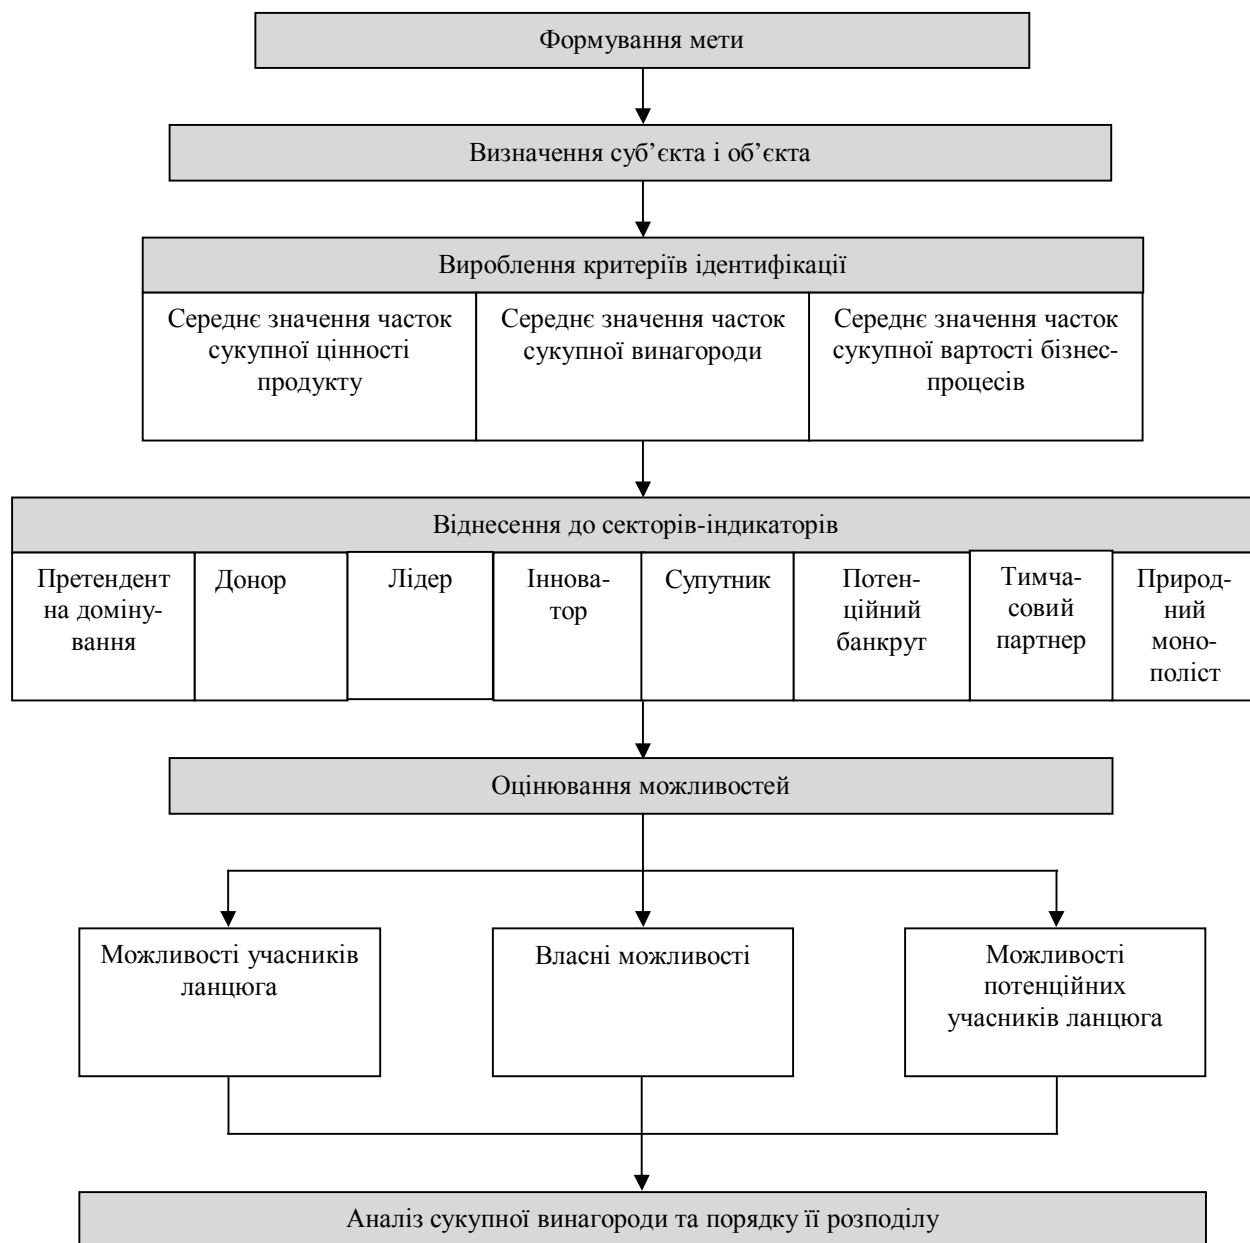 Формування мети
Визначення суб’єкта і об’єкта
Вироблення критеріїв ідентифікації
Середнє значення часток
сукупної цінності
продукту
Середнє значення часток
сукупної винагороди
Середнє значення часток
сукупної вартості бізнес-
процесів
Віднесення до секторів-індикаторів
Претендент
на доміну-
вання
Донор
Лідер
Іннова-
тор
Супутник
Потен-
ційний
банкрут
Тимча-
совий
партнер
Природ-
ний
моно-
поліст
Оцінювання можливостей
Можливості учасників
ланцюга
Власні можливості
Можливості
потенційних
учасників ланцюга
Аналіз сукупної винагороди та порядку її розподілу